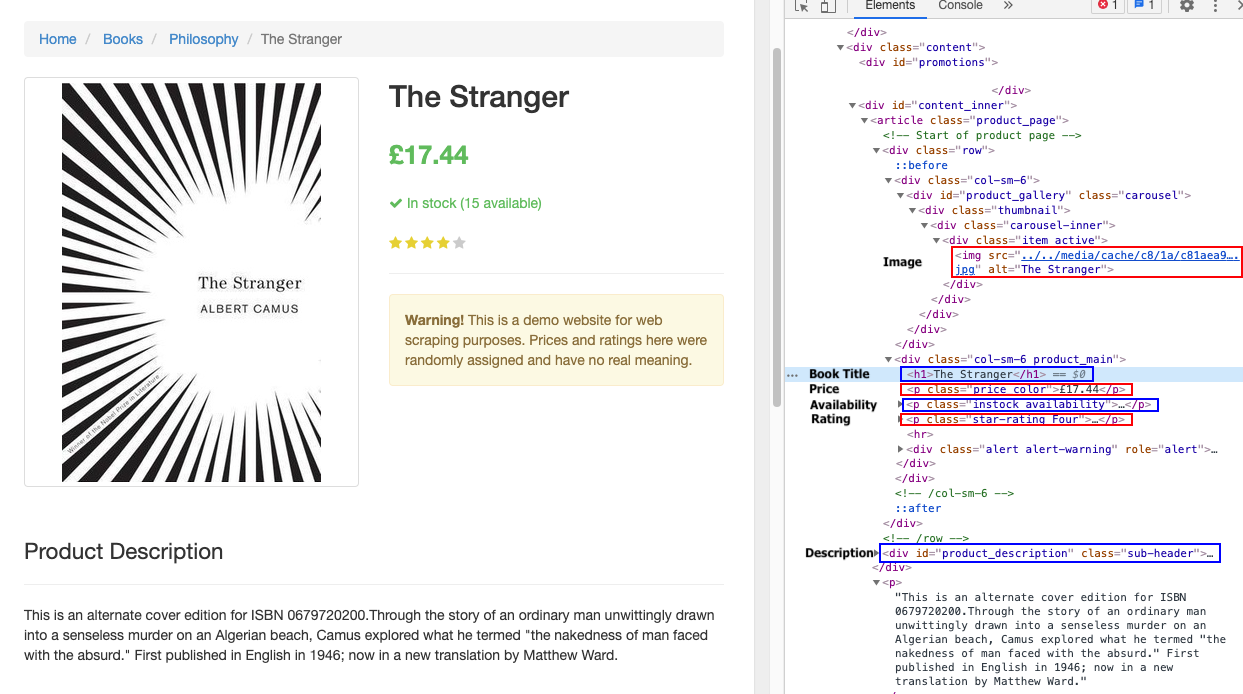 Home / Books / Philosophy / The Stranger
The Stranger
ALBERT CAMUS
Winner of the Nobel Prize in Literature
The Stranger
£17.44
In stock (15 available)
Warning! This is a demo website for web
scraping purposes. Prices and ratings here were
randomly assigned and have no real meaning.
Product Description
This is an alternate cover edition for ISBN 0679720200.Through the story of an ordinary man unwittingly drawn
into a senseless murder on an Algerian beach, Camus explored what he termed "the nakedness of man faced
with the absurd." First published in English in 1946; now in a new translation by Matthew Ward.
Elements Console » 1 1
</div>
<div class="content">
<div id="promotions">
</div>
<div id="content_inner">
<article class="product_page">
<!-- Start of product page -->
<div class="row">
::before
<div class="col-sm-6">
<div id="product_gallery" class="carousel">
<div class="thumbnail">
<div class="carousel-inner">
<div class="item active">
Image <img src="../../media/cache/c8/1a/c81aea9….
jpg" alt="The Stranger">
</div>
</div>
</div>
</div>
</div>
<div class="col-sm-6 product_main">
... Book Title <h1>The Stranger</h1> == $0
Price <p class="price_color">£17.44</p>
Availability <p class="instock availability">…</p>
Rating <p class="star-rating Four">…</p>
<hr>
<div class="alert alert-warning" role="alert">…
</div>
</div>
<!-- /col-sm-6 -->
::after
</div>
<!-- /row -->
Description <div id="product_description" class="sub-header">…
</div>
<p>
"This is an alternate cover edition for ISBN
0679720200.Through the story of an ordinary man
unwittingly drawn into a senseless murder on an
Algerian beach, Camus explored what he termed "the
nakedness of man faced with the absurd." First
published in English in 1946; now in a new
translation by Matthew Ward."